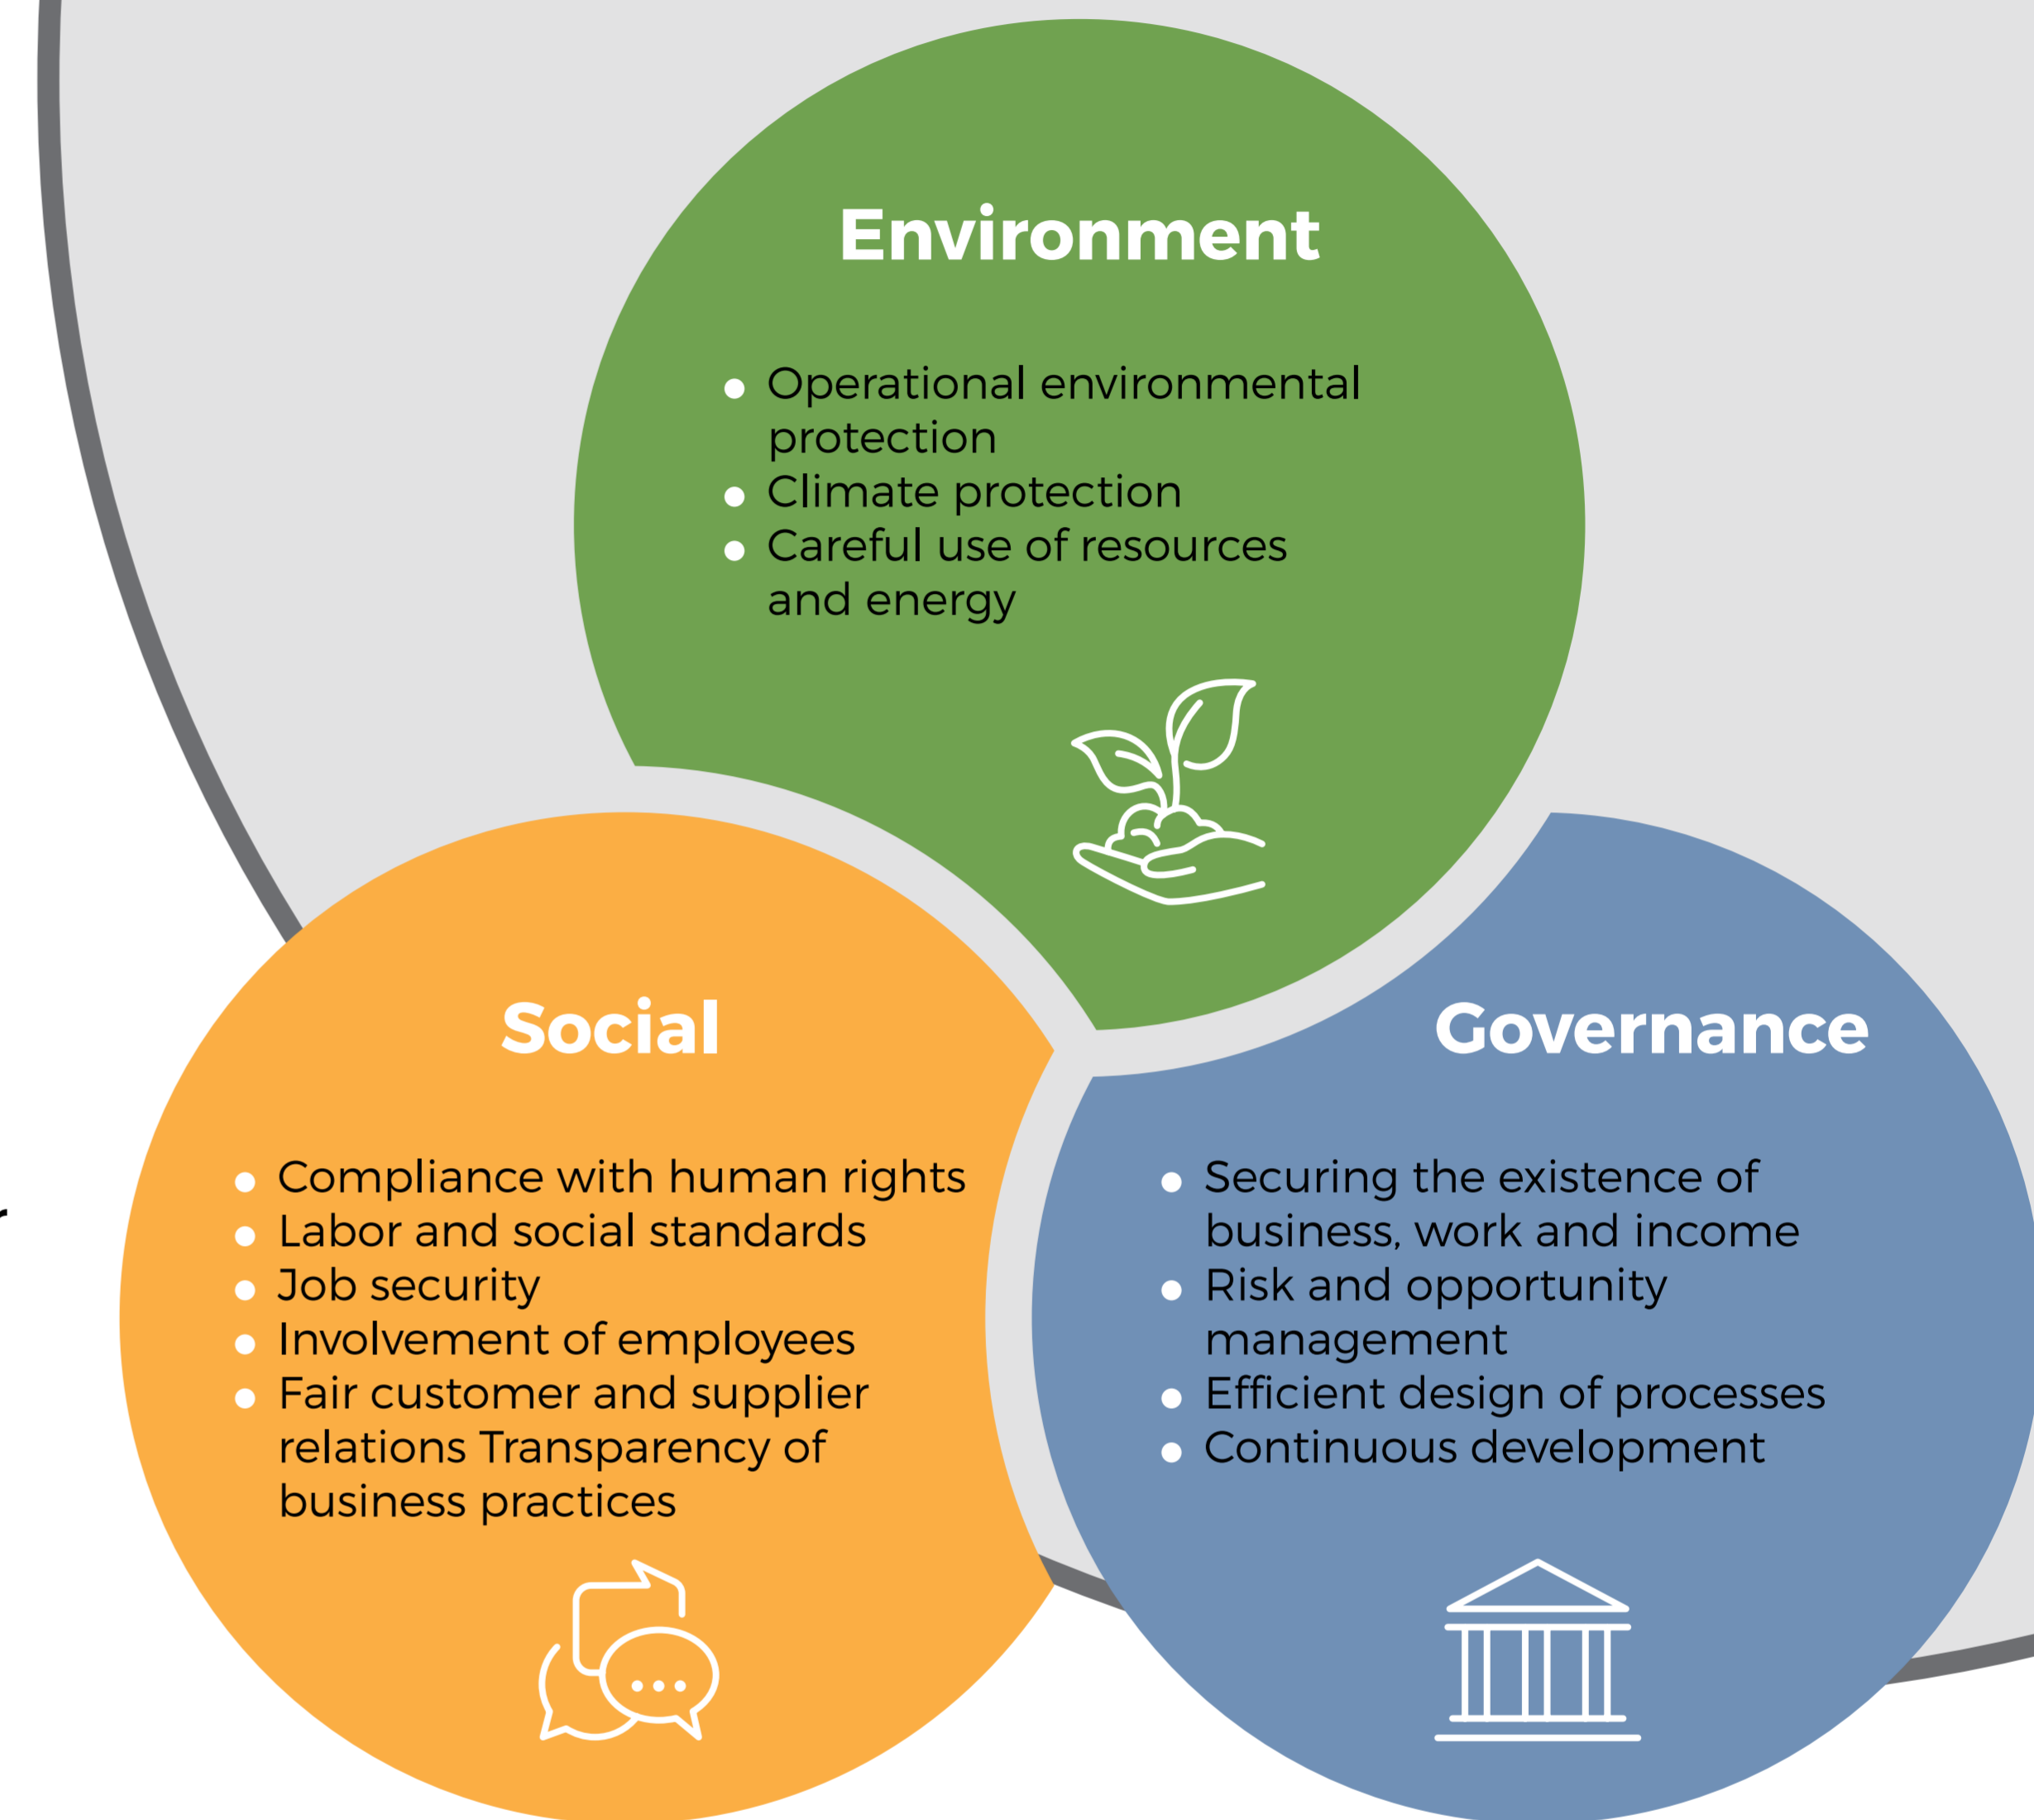 Environment
Operational environmental
protection
Climate protection
Careful use of resources
and energy
Social
Compliance with human rights
Labor and social standards
Job security
Involvement of employees
Fair customer and supplier
relations Transparency of
business practices
Governance
Securing the existence of
business, work and income
Risk and opportunity
management
Efficient design of processes
Continuous development